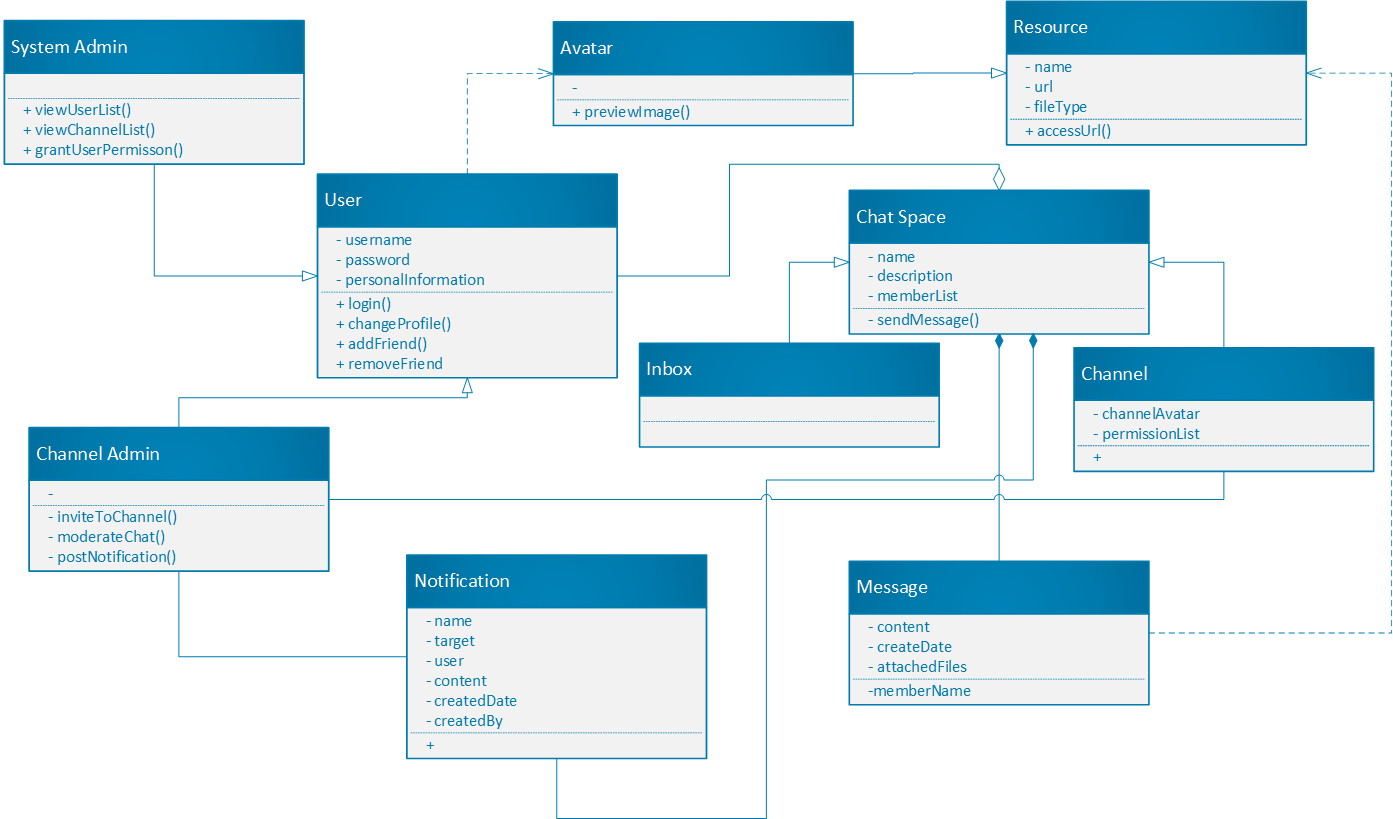 System Admin
+ viewUserList()
+ viewChannelList()
+ grantUserPermisson()
Avatar
-
+ previewImage()
Resource
- name
- url
- fileType
+ accessUrl()
User
- username
- password
- personalInformation
+ login()
+ changeProfile()
+ addFriend()
+ removeFriend
Chat Space
- name
- description
- memberList
- sendMessage()
Inbox
Channel
- channelAvatar
- permissionList
+
Channel Admin
-
- inviteToChannel()
- moderateChat()
- postNotification()
Notification
- name
- target
- user
- content
- createdDate
- createdBy
+
Message
- content
- createDate
- attachedFiles
-memberName